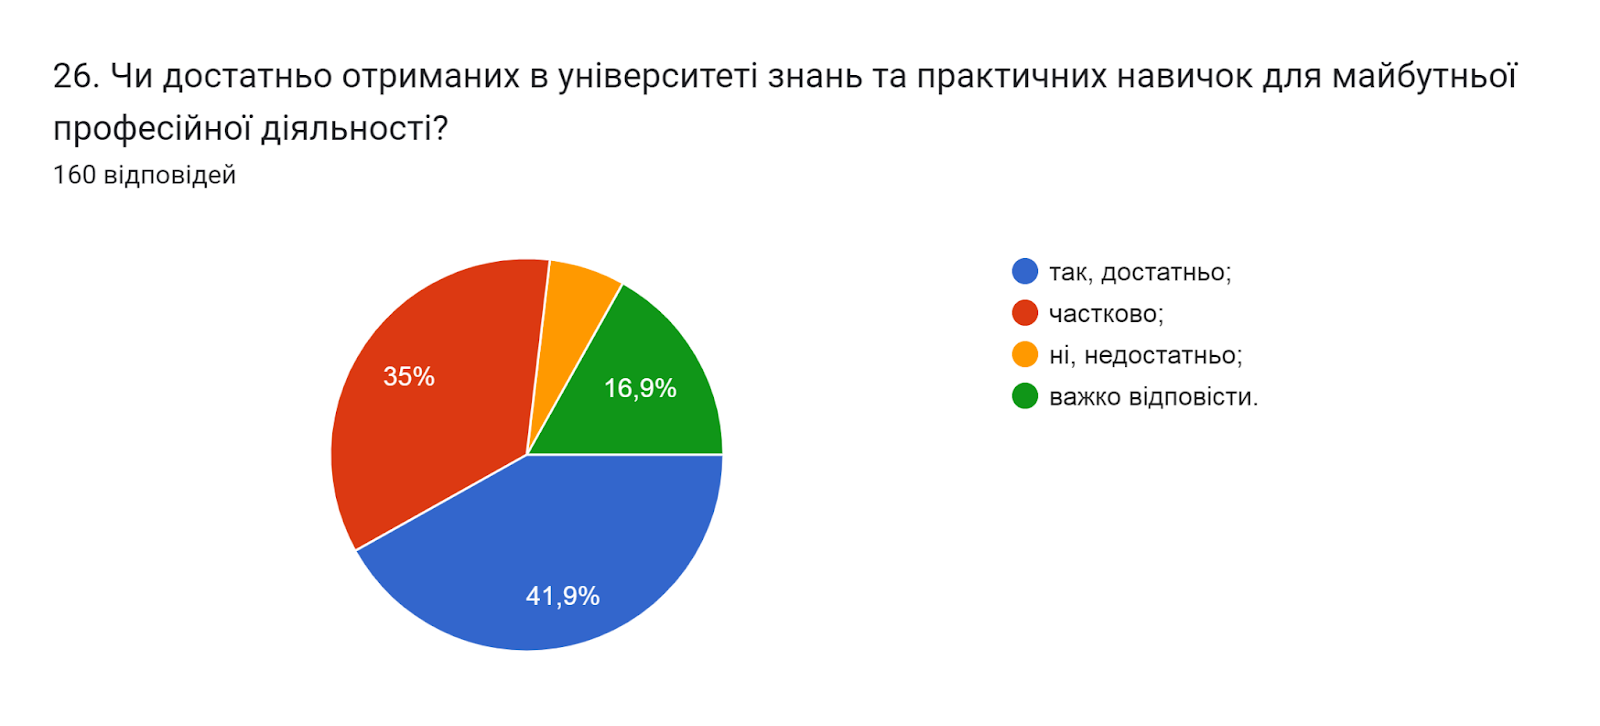 26. Чи достатньо отриманих в університеті знань та практичних навичок для майбутньої
професійної діяльності?
160 відповідей
так, достатньо;
частково;
ні, недостатньо;
важко відповісти.
35%
16,9%
41,9%